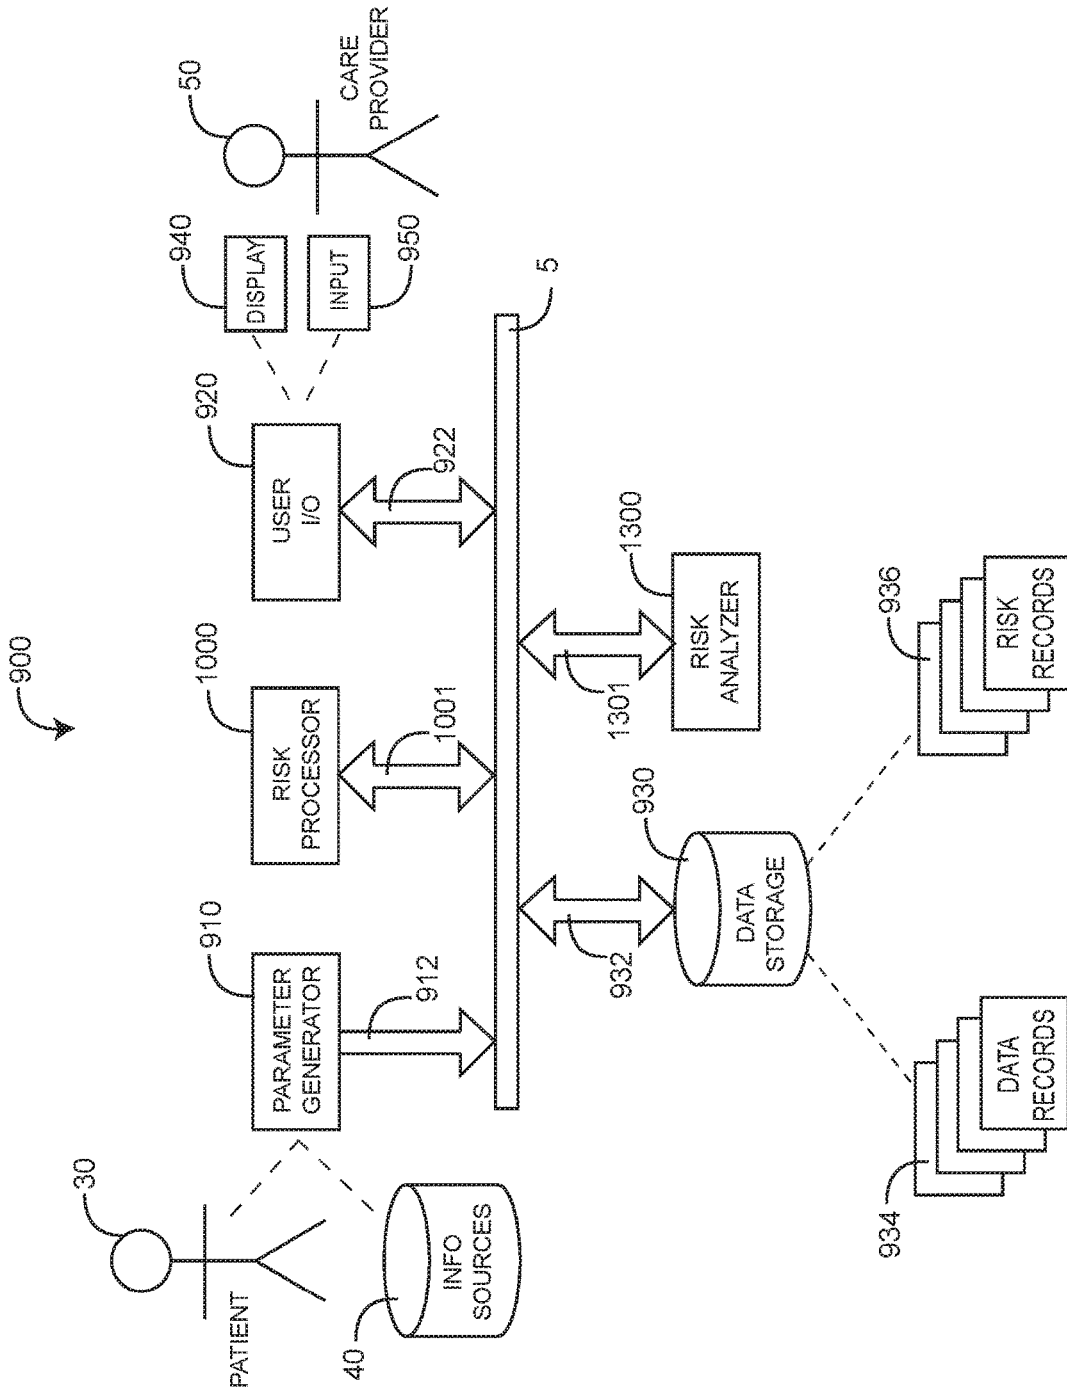 900
30
PATIENT
40
INFO
SOURCES
910
PARAMETER
GENERATOR
912
1000
RISK
PROCESSOR
1001
920
USER
I/O
922
940
DISPLAY
INPUT
950
50
CARE
PROVIDER
5
932
930
DATA
STORAGE
1301
1300
RISK
ANALYZER
934
DATA
RECORDS
936
RISK
RECORDS